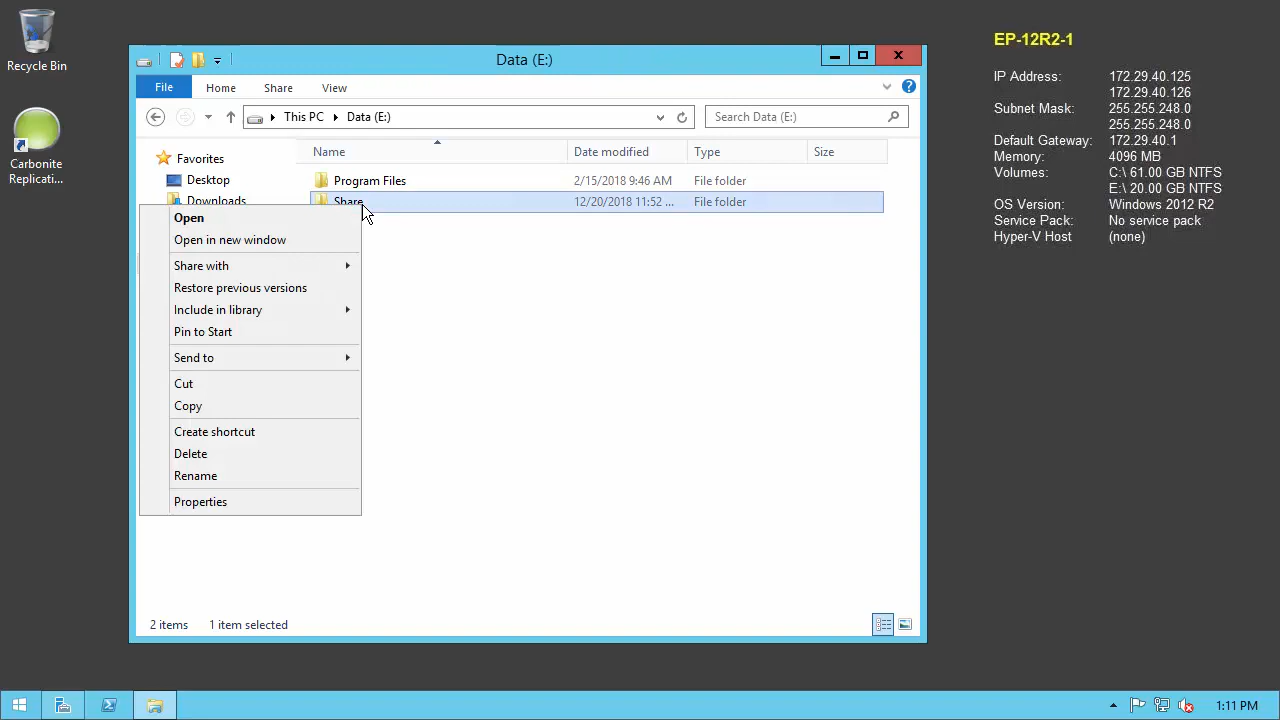 Recycle Bin
Carbonite
Replicati...
Data (E:)
File Home Share View
This PC Data (E:)
Search Data (E:)
Favorites
Desktop
Downloads
Name Date modified Type Size
Program Files 2/15/2018 9:46 AM File folder
Share 12/20/2018 11:52 ... File folder
Open
Open in new window
Share with
Restore previous versions
Include in library
Pin to Start
Send to
Cut
Copy
Create shortcut
Delete
Rename
Properties
2 items 1 item selected
EP-12R2-1
IP Address: 172.29.40.125
172.29.40.126
Subnet Mask: 255.255.248.0
255.255.248.0
Default Gateway: 172.29.40.1
Memory: 4096 MB
Volumes: C:\ 61.00 GB NTFS
E:\ 20.00 GB NTFS
OS Version: Windows 2012 R2
Service Pack: No service pack
Hyper-V Host (none)
1:11 PM